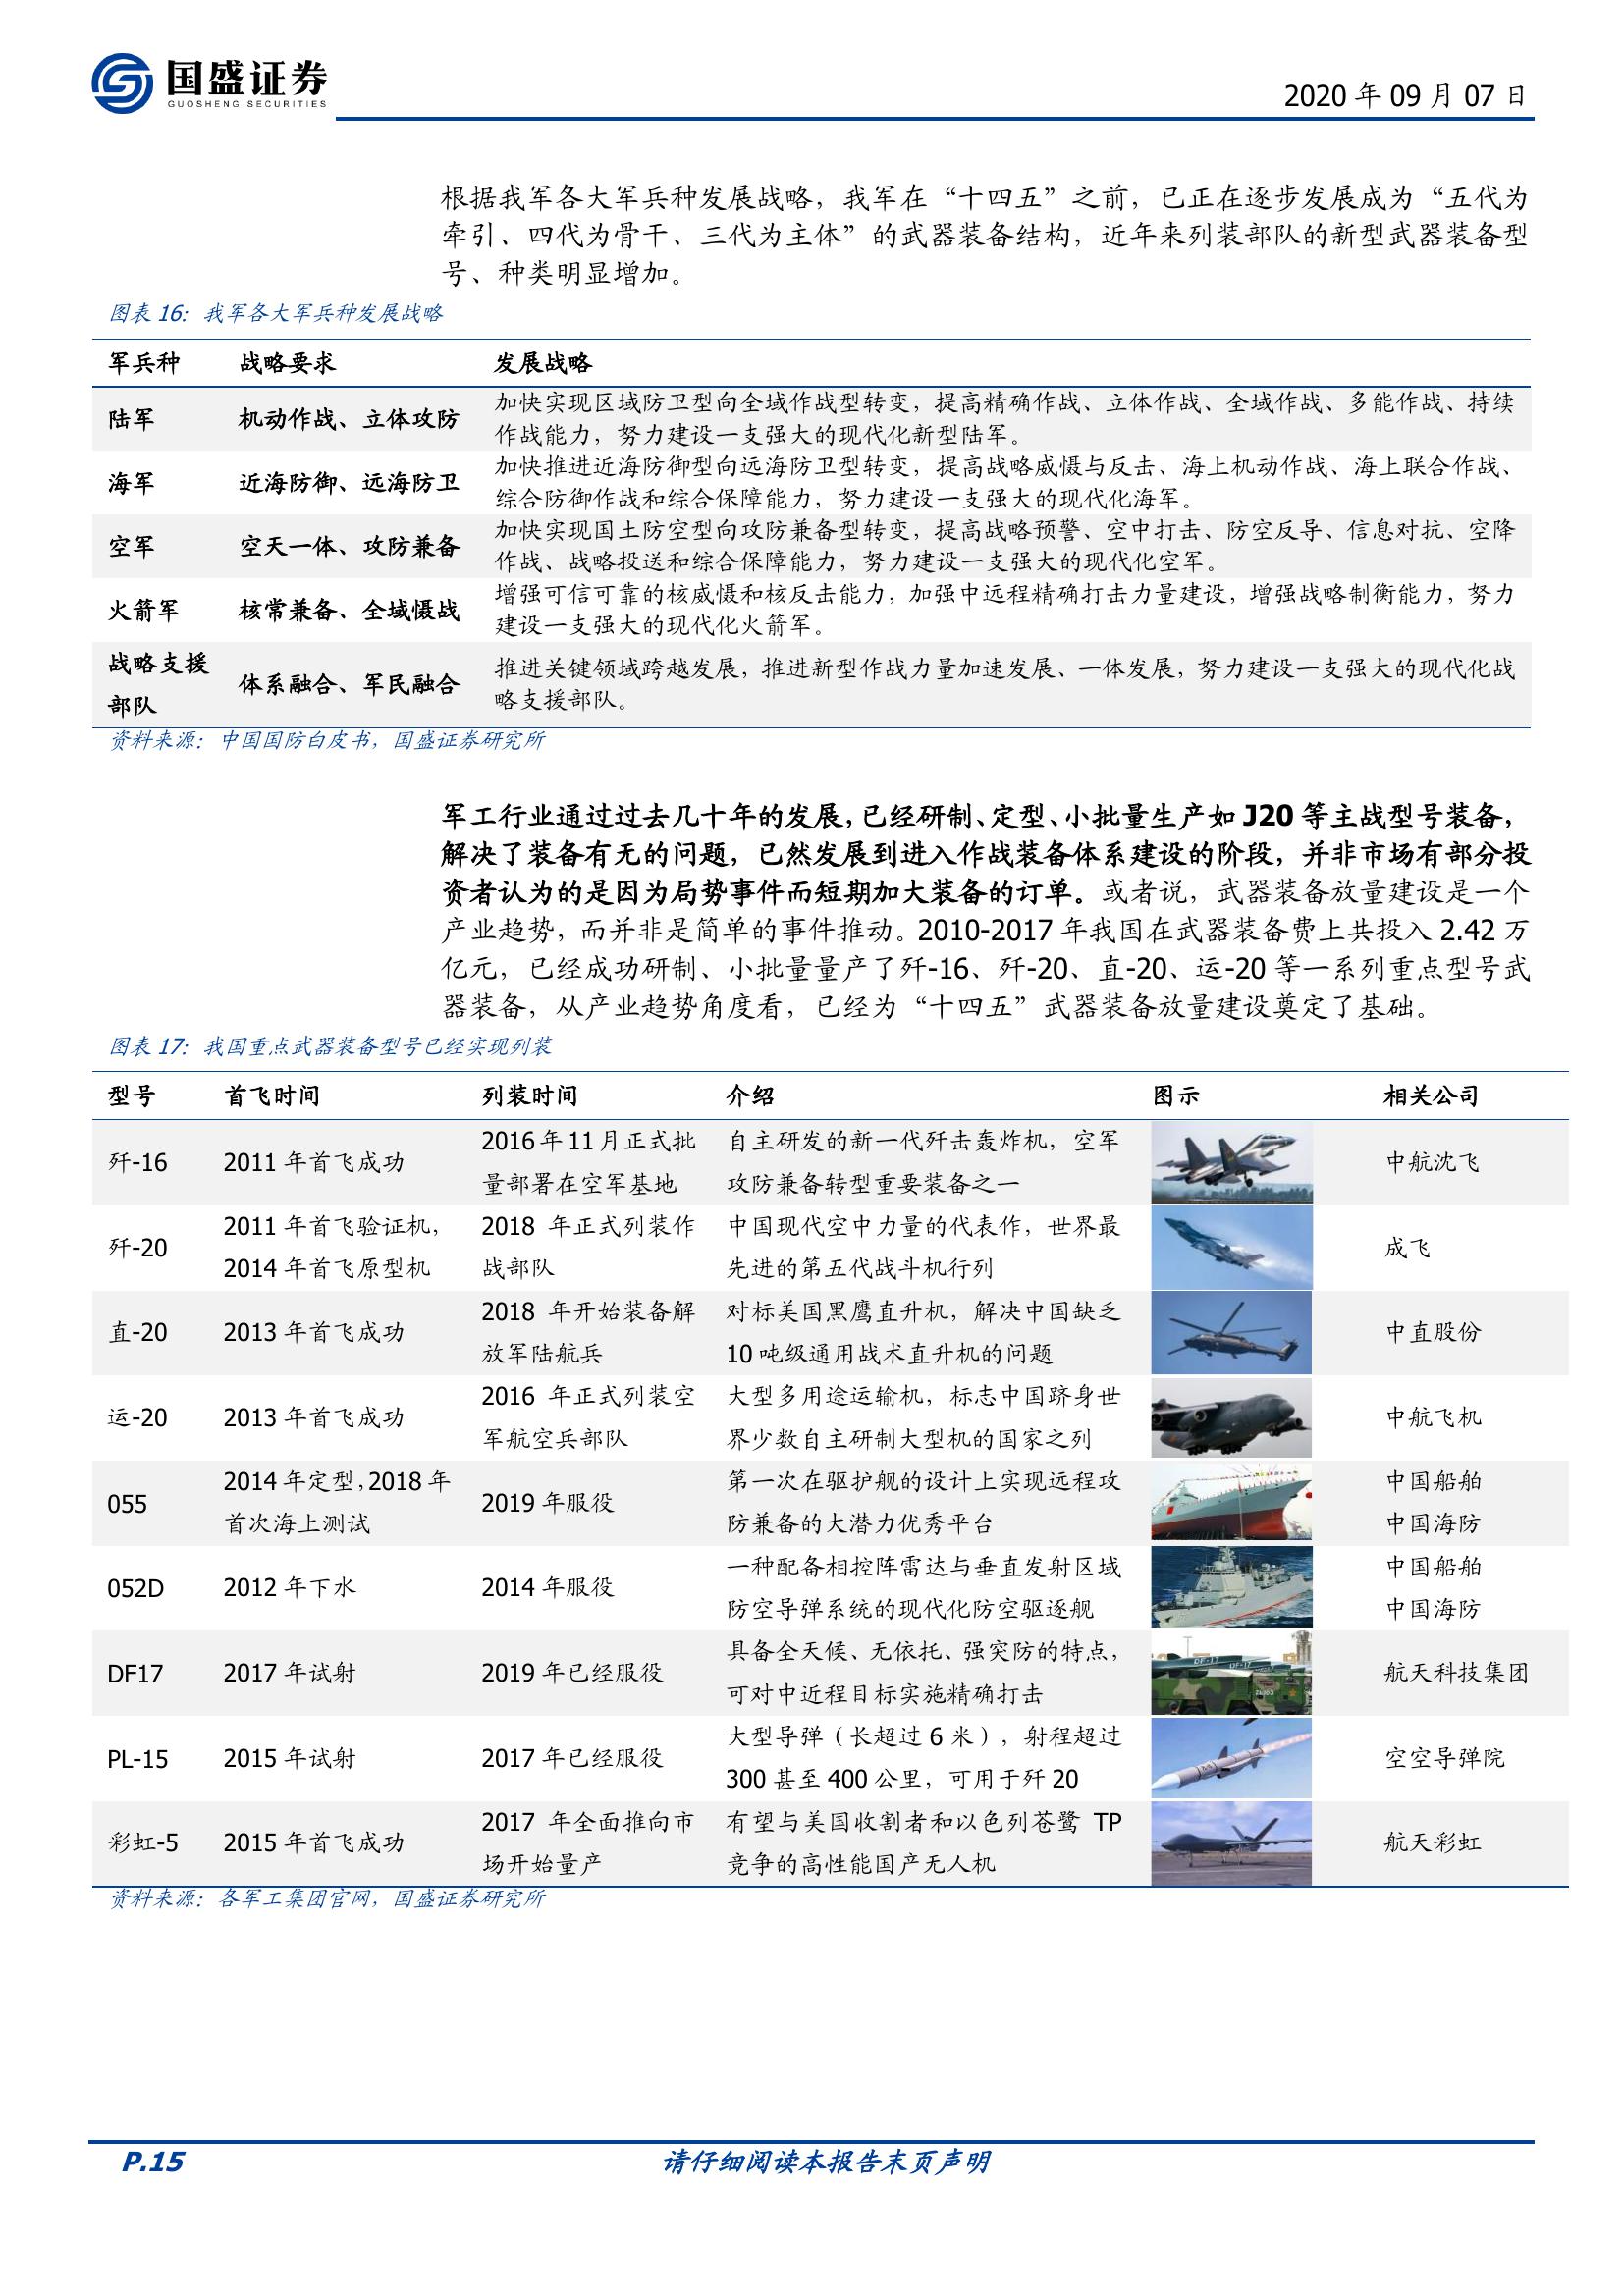 国盛证券
GUOSHENG SECURITIES
2020 年 09 月 07 日
根据我军各大军兵种发展战略，我军在“十四五”之前，已正在逐步发展成为“五代为
牵引、四代为骨干、三代为主体”的武器装备结构，近年来列装部队的新型武器装备型
号、种类明显增加。
图表 16：我军各大军兵种发展战略
军兵种 战略要求 发展战略
陆军 机动作战、立体攻防 加快实现区域防卫型向全域作战型转变，提高精确作战、立体作战、全域作战、多能作战、持续
作战能力，努力建设一支强大的现代化新型陆军。
海军 近海防御、远海防卫 加快推进近海防御型向远海防卫型转变，提高战略威慑与反击、海上机动作战、海上联合作战、
综合防御作战和综合保障能力，努力建设一支强大的现代化海军。
空军 空天一体、攻防兼备 加快实现国土防空型向攻防兼备型转变，提高战略预警、空中打击、防空反导、信息对抗、空降
作战、战略投送和综合保障能力，努力建设一支强大的现代化空军。
火箭军 核常兼备、全域慑战 增强可信可靠的核威慑和核反击能力，加强中远程精确打击力量建设，增强战略制衡能力，努力
建设一支强大的现代化火箭军。
战略支援
部队 体系融合、军民融合 推进关键领域跨越发展，推进新型作战力量加速发展、一体发展，努力建设一支强大的现代化战
略支援部队。
资料来源：中国国防白皮书，国盛证券研究所
军工行业通过过去几十年的发展，已经研制、定型、小批量生产如 J20 等主战型号装备，
解决了装备有无的问题，已然发展到进入作战装备体系建设的阶段，并非市场有部分投
资者认为的是因为局势事件而短期加大装备的订单。或者说，武器装备放量建设是一个
产业趋势，而并非是简单的事件推动。2010-2017 年我国在武器装备费上共投入 2.42 万
亿元，已经成功研制、小批量量产了歼-16、歼-20、直-20、运-20 等一系列重点型号武
器装备，从产业趋势角度看，已经为“十四五”武器装备放量建设奠定了基础。
图表 17：我国重点武器装备型号已经实现列装
型号 首飞时间 列装时间 介绍 图示 相关公司
歼-16 2011 年首飞成功 2016 年 11 月正式批
量部署在空军基地 自主研发的新一代歼击轰炸机，空军
攻防兼备转型重要装备之一 中航沈飞
歼-20 2011 年首飞验证机，
2014 年首飞原型机 2018 年正式列装作
战部队 中国现代空中力量的代表作，世界最
先进的第五代战斗机行列 成飞
直-20 2013 年首飞成功 2018 年开始装备解
放军陆航兵 对标美国黑鹰直升机，解决中国缺乏
10 吨级通用战术直升机的问题 中直股份
运-20 2013 年首飞成功 2016 年正式列装空
军航空兵部队 大型多用途运输机，标志中国跻身世
界少数自主研制大型机的国家之列 中航飞机
055 2014 年定型，2018 年
首次海上测试 2019 年服役 第一次在驱护舰的设计上实现远程攻
防兼备的大潜力优秀平台 中国船舶
中国海防
052D 2012 年下水 2014 年服役 一种配备相控阵雷达与垂直发射区域
防空导弹系统的现代化防空驱逐舰 中国船舶
中国海防
DF17 2017 年试射 2019 年已经服役 具备全天候、无依托、强突防的特点，
可对中近程目标实施精确打击 航天科技集团
PL-15 2015 年试射 2017 年已经服役 大型导弹（长超过 6 米），射程超过
300 甚至 400 公里，可用于歼 20 空空导弹院
彩虹-5 2015 年首飞成功 2017 年全面推向市
场开始量产 有望与美国收割者和以色列苍鹭 TP
竞争的高性能国产无人机 航天彩虹
资料来源：各军工集团官网，国盛证券研究所
P.15 请仔细阅读本报告末页声明